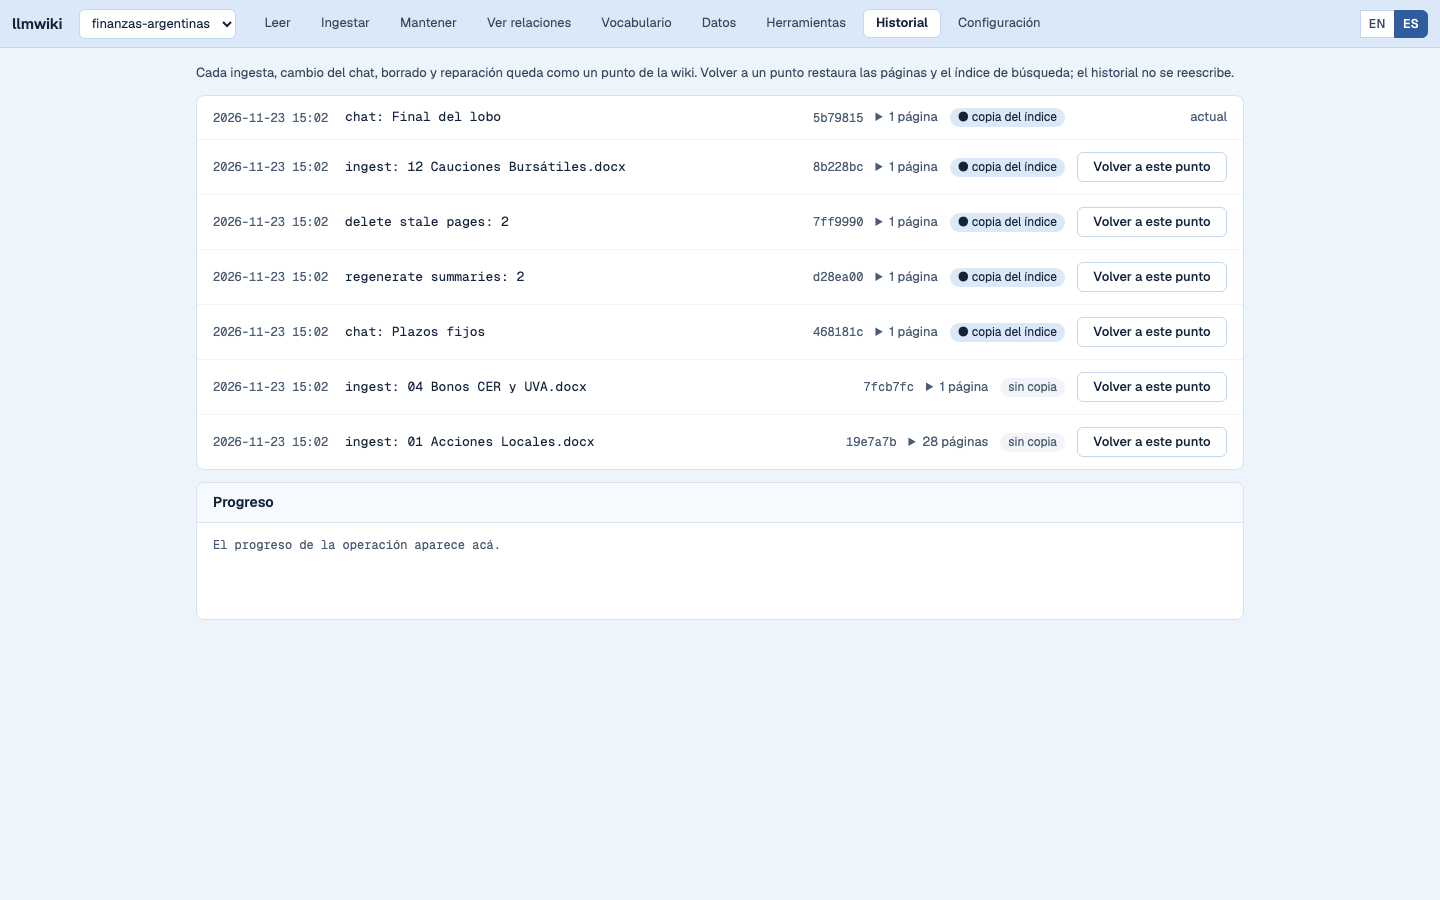 llmwiki finanzas-argentinas Leer Ingestar Mantener Ver relaciones Vocabulario Datos Herramientas Historial Configuración EN ES
Cada ingesta, cambio del chat, borrado y reparación queda como un punto de la wiki. Volver a un punto restaura las páginas y el índice de búsqueda; el historial no se reescribe.
2026-11-23 15:02 chat: Final del lobo 5b79815 ▶ 1 página copia del índice actual
2026-11-23 15:02 ingest: 12 Cauciones Bursátiles.docx 8b228bc ▶ 1 página copia del índice Volver a este punto
2026-11-23 15:02 delete stale pages: 2 7ff9990 ▶ 1 página copia del índice Volver a este punto
2026-11-23 15:02 regenerate summaries: 2 d28ea00 ▶ 1 página copia del índice Volver a este punto
2026-11-23 15:02 chat: Plazos fijos 468181c ▶ 1 página copia del índice Volver a este punto
2026-11-23 15:02 ingest: 04 Bonos CER y UVA.docx 7fcb7fc ▶ 1 página sin copia Volver a este punto
2026-11-23 15:02 ingest: 01 Acciones Locales.docx 19e7a7b ▶ 28 páginas sin copia Volver a este punto
Progreso
El progreso de la operación aparece acá.